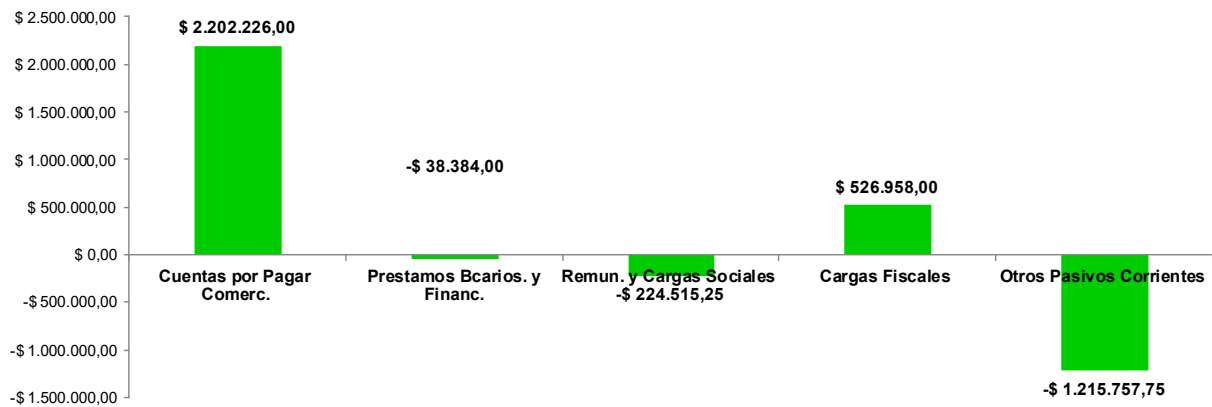 $ 2.500.000,00
$ 2.000.000,00
$ 1.500.000,00
$ 1.000.000,00
$ 500.000,00
$ 0,00
-$ 500.000,00
-$ 1.000.000,00
-$ 1.500.000,00
$ 2.202.226,00
-$ 38.384,00
-$ 224.515,25
$ 526.958,00
-$ 1.215.757,75
Cuentas por Pagar
Comerc.
Prestamos Bcarios. y
Financ.
Remun. y Cargas Sociales
Cargas Fiscales
Otros Pasivos Corrientes